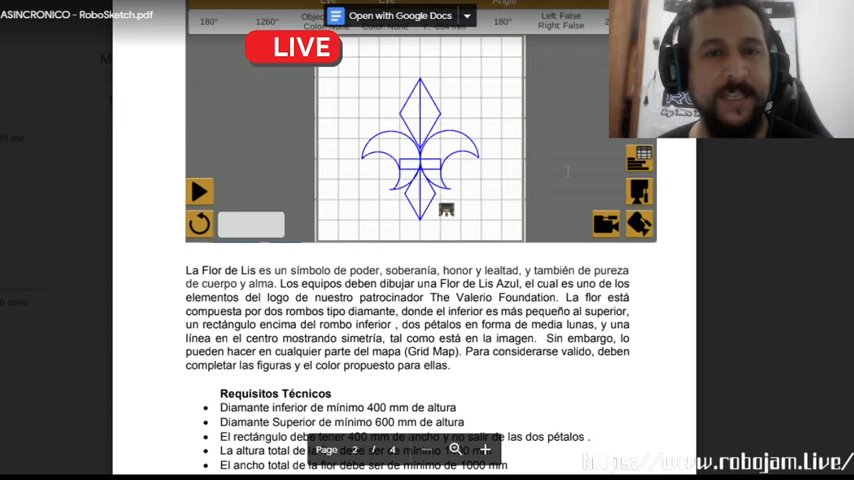 ASINCRONICO - RoboSketch.pdf
Open with Google Docs
Angle
180°
1260°
Color: None
Color: None
180°
Left: False
Right: False
LIVE
La Flor de Lis es un símbolo de poder, soberanía, honor y lealtad, y también de pureza
de cuerpo y alma. Los equipos deben dibujar una Flor de Lis Azul, el cual es uno de los
elementos del logo de nuestro patrocinador The Valerio Foundation. La flor está
compuesta por dos rombos tipo diamante, donde el inferior es más pequeño al superior,
un rectángulo encima del rombo inferior , dos pétalos en forma de media lunas, y una
línea en el centro mostrando simetría, tal como está en la imagen. Sin embargo, lo
pueden hacer en cualquier parte del mapa (Grid Map). Para considerarse valido, deben
completar las figuras y el color propuesto para ellas.
Requisitos Técnicos
Diamante inferior de mínimo 400 mm de altura
Diamante Superior de mínimo 600 mm de altura
El rectángulo debe tener 400 mm de ancho y no salir de las dos pétalos .
La altura total de la
El ancho total de la flor debe ser de mínimo de 1000 mm
Page 2 / 4
https://www.robojam.live/